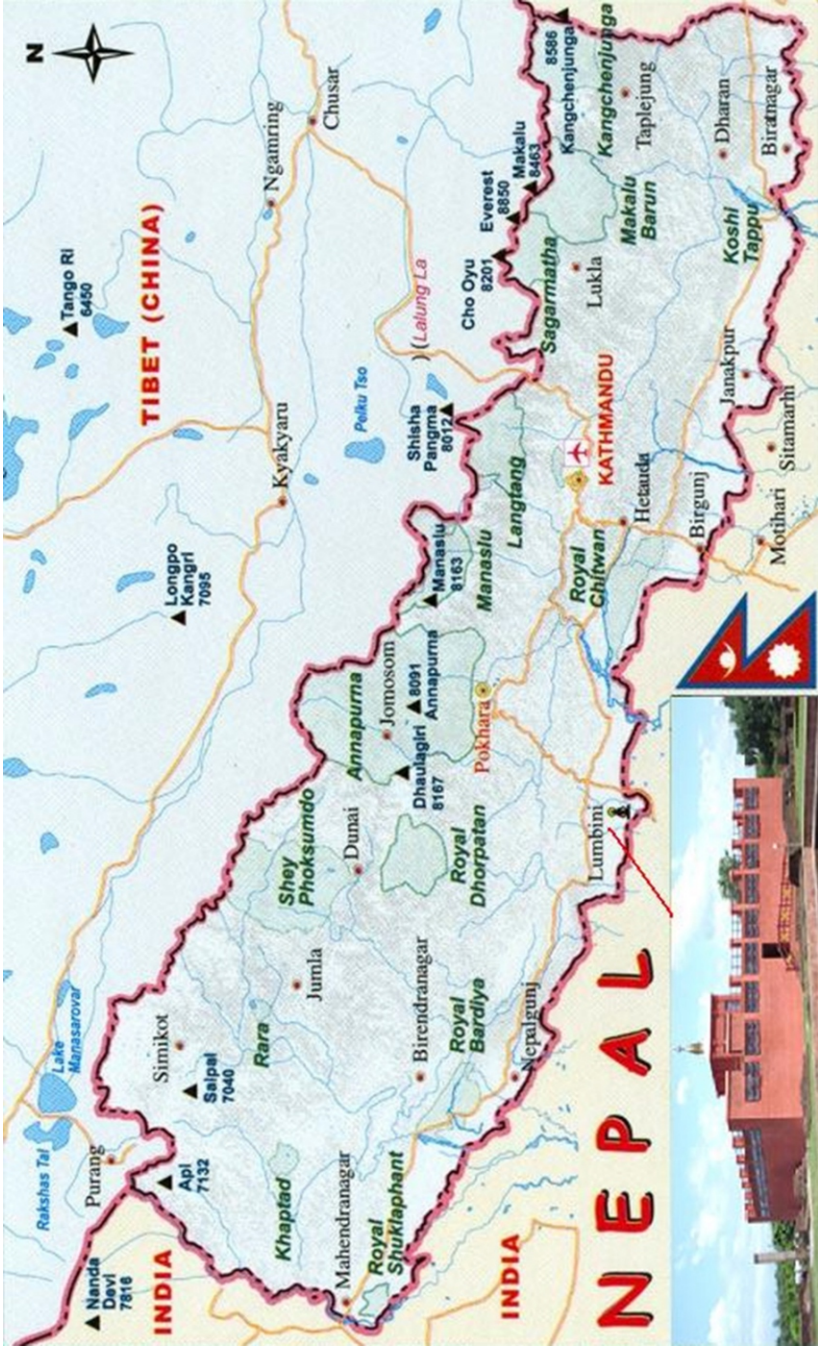 N
Tango Ri
6450
TIBET (CHINA)
Ngamring
Chusar
Longpo
Kangri
7095
Kyakyaru
Pelku Tso
(Lalung La
Lake
Manasarovar
Rakshas Tal
Purang
Nanda
Devi
7816
INDIA
Api
7132
Simikot
Saipal
7040
Khaptad
Rara
Jumla
Shey
Phoksumdo
Dunai
Annapurna
Jomosom
Dhaulagiri
8167
8091
Annapurna
Manaslu
8163
Manaslu
Shisha
Pangma
8012
Langtang
Cho Oyu
8201
Everest
8850
Makalu
8463
8586
Kangchenjunga
Kangchenjunga
Taplejung
Sagarmatha
Lukla
Makalu
Barun
Dharan
Biratnagar
Koshi
Tappu
KATHMANDU
Janakpur
Sitamarhi
Hetauda
Birgunj
Motihari
Royal
Chitwan
Pokhara
Royal
Dhorpatan
Lumbini
Birendranagar
Royal
Bardiya
Nepalgunj
Mahendranagar
Royal
Shuklaphant
INDIA
NEPAL